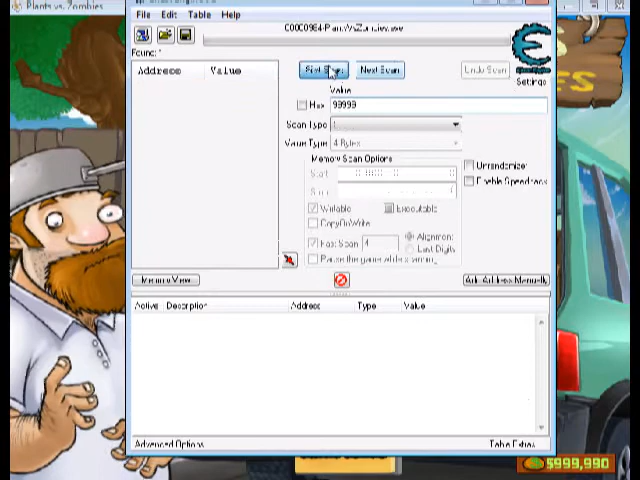 Plants vs. Zombies
File Edit Table Help
Found:
Address Value
First Scan Next Scan Undo Scan
Settings
Value
Hex 99999
Scan Type
Value Type 4 Bytes
Memory Scan Options
Unrandomizer
Enable Speedhack
Writable Executable
CopyOnWrite
Fast Scan 4
Alignment
Last Digits
Pause the game while scanning
Memory View Add Address Manually
Active Description Address Type Value
Advanced Options Table Extras
$999,990